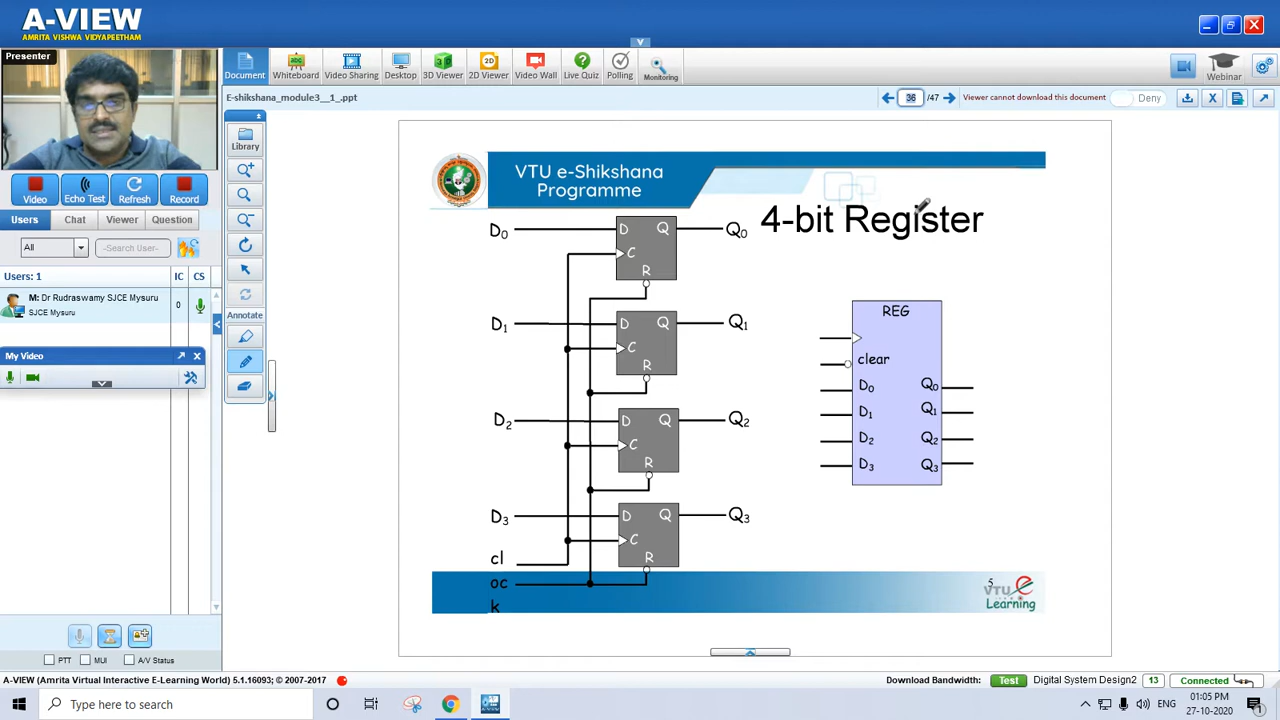 A-VIEW
AMRITA VISHWA VIDYAPEETHAM
Presenter
Document
Whiteboard
Video Sharing
Desktop
3D Viewer
2D Viewer
Video Wall
Live Quiz
Polling
Monitoring
Webinar
E-shikshana_module3__1_.ppt
36 /47
Viewer cannot download this document
Deny
Video
Echo Test
Refresh
Record
Users
Chat
Viewer
Question
All
-Search User-
Users: 1
IC
CS
M: Dr Rudraswamy SJCE Mysuru
SJCE Mysuru
0
My Video
Library
Annotate
VTU e-Shikshana
Programme
4-bit Register
D0
D
Q
Q0
C
R
D1
D
Q
Q1
C
R
D2
D
Q
Q2
C
R
D3
D
Q
Q3
C
R
cl
oc
k
REG
clear
D0
Q0
D1
Q1
D2
Q2
D3
Q3
5
VTU e
Learning
PTT
MUI
A/V Status
A-VIEW (Amrita Virtual Interactive E-Learning World) 5.1.16093; © 2007-2017
Download Bandwidth:
Test
Digital System Design2
13
Connected
Type here to search
ENG
01:05 PM
27-10-2020
1